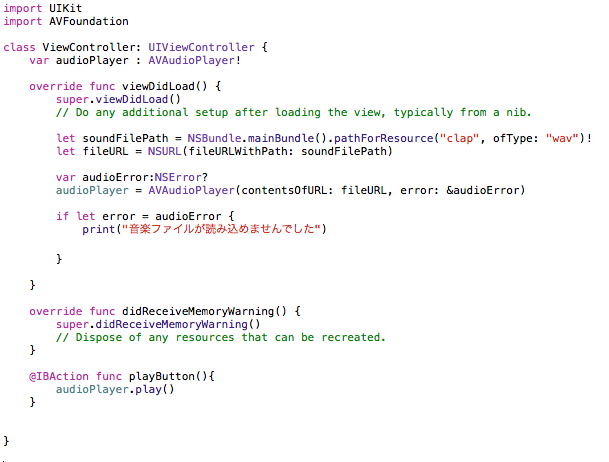 import UIKit
import AVFoundation
class ViewController: UIViewController {
var audioPlayer : AVAudioPlayer!
override func viewDidLoad() {
super.viewDidLoad()
// Do any additional setup after loading the view, typically from a nib.
let soundFilePath = NSBundle.mainBundle().pathForResource("clap", ofType: "wav")!
let fileURL = NSURL(fileURLWithPath: soundFilePath)
var audioError:NSError?
audioPlayer = AVAudioPlayer(contentsOfURL: fileURL, error: &audioError)
if let error = audioError {
print("音楽ファイルが読み込めませんでした")
}
}
override func didReceiveMemoryWarning() {
super.didReceiveMemoryWarning()
// Dispose of any resources that can be recreated.
}
@IBAction func playButton(){
audioPlayer.play()
}
}